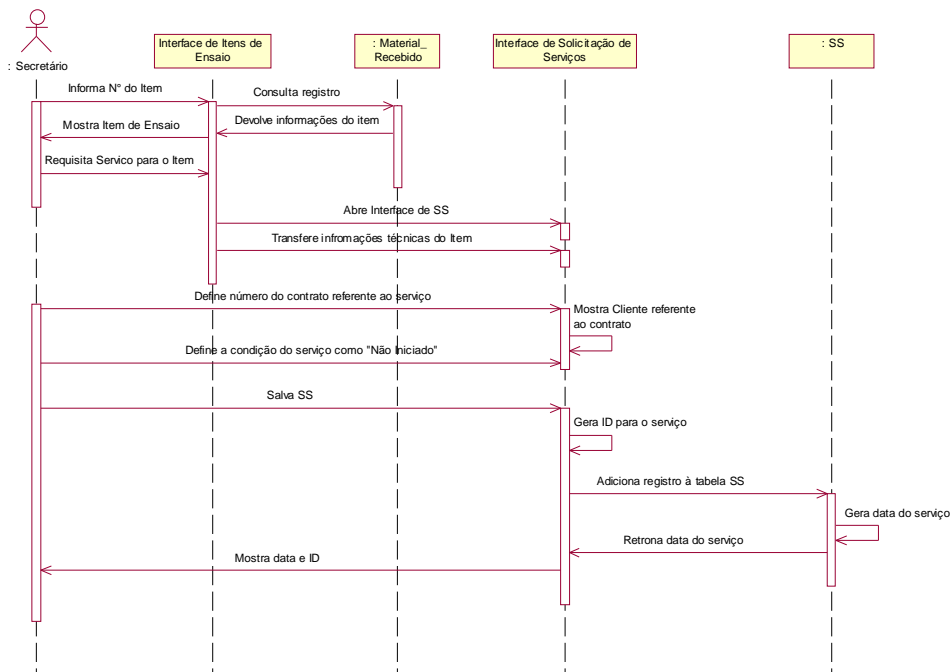 : Secretário
Interface de Itens de
Ensaio
: Material_
Recebido
Interface de Solicitação de
Serviços
: SS
Informa N° do Item
Consulta registro
Devolve informações do item
Mostra Item de Ensaio
Requisita Servico para o Item
Abre Interface de SS
Transfere infromações técnicas do Item
Define número do contrato referente ao serviço
Mostra Cliente referente
ao contrato
Define a condição do serviço como "Não Iniciado"
Salva SS
Gera ID para o serviço
Adiciona registro à tabela SS
Gera data do serviço
Retrona data do serviço
Mostra data e ID